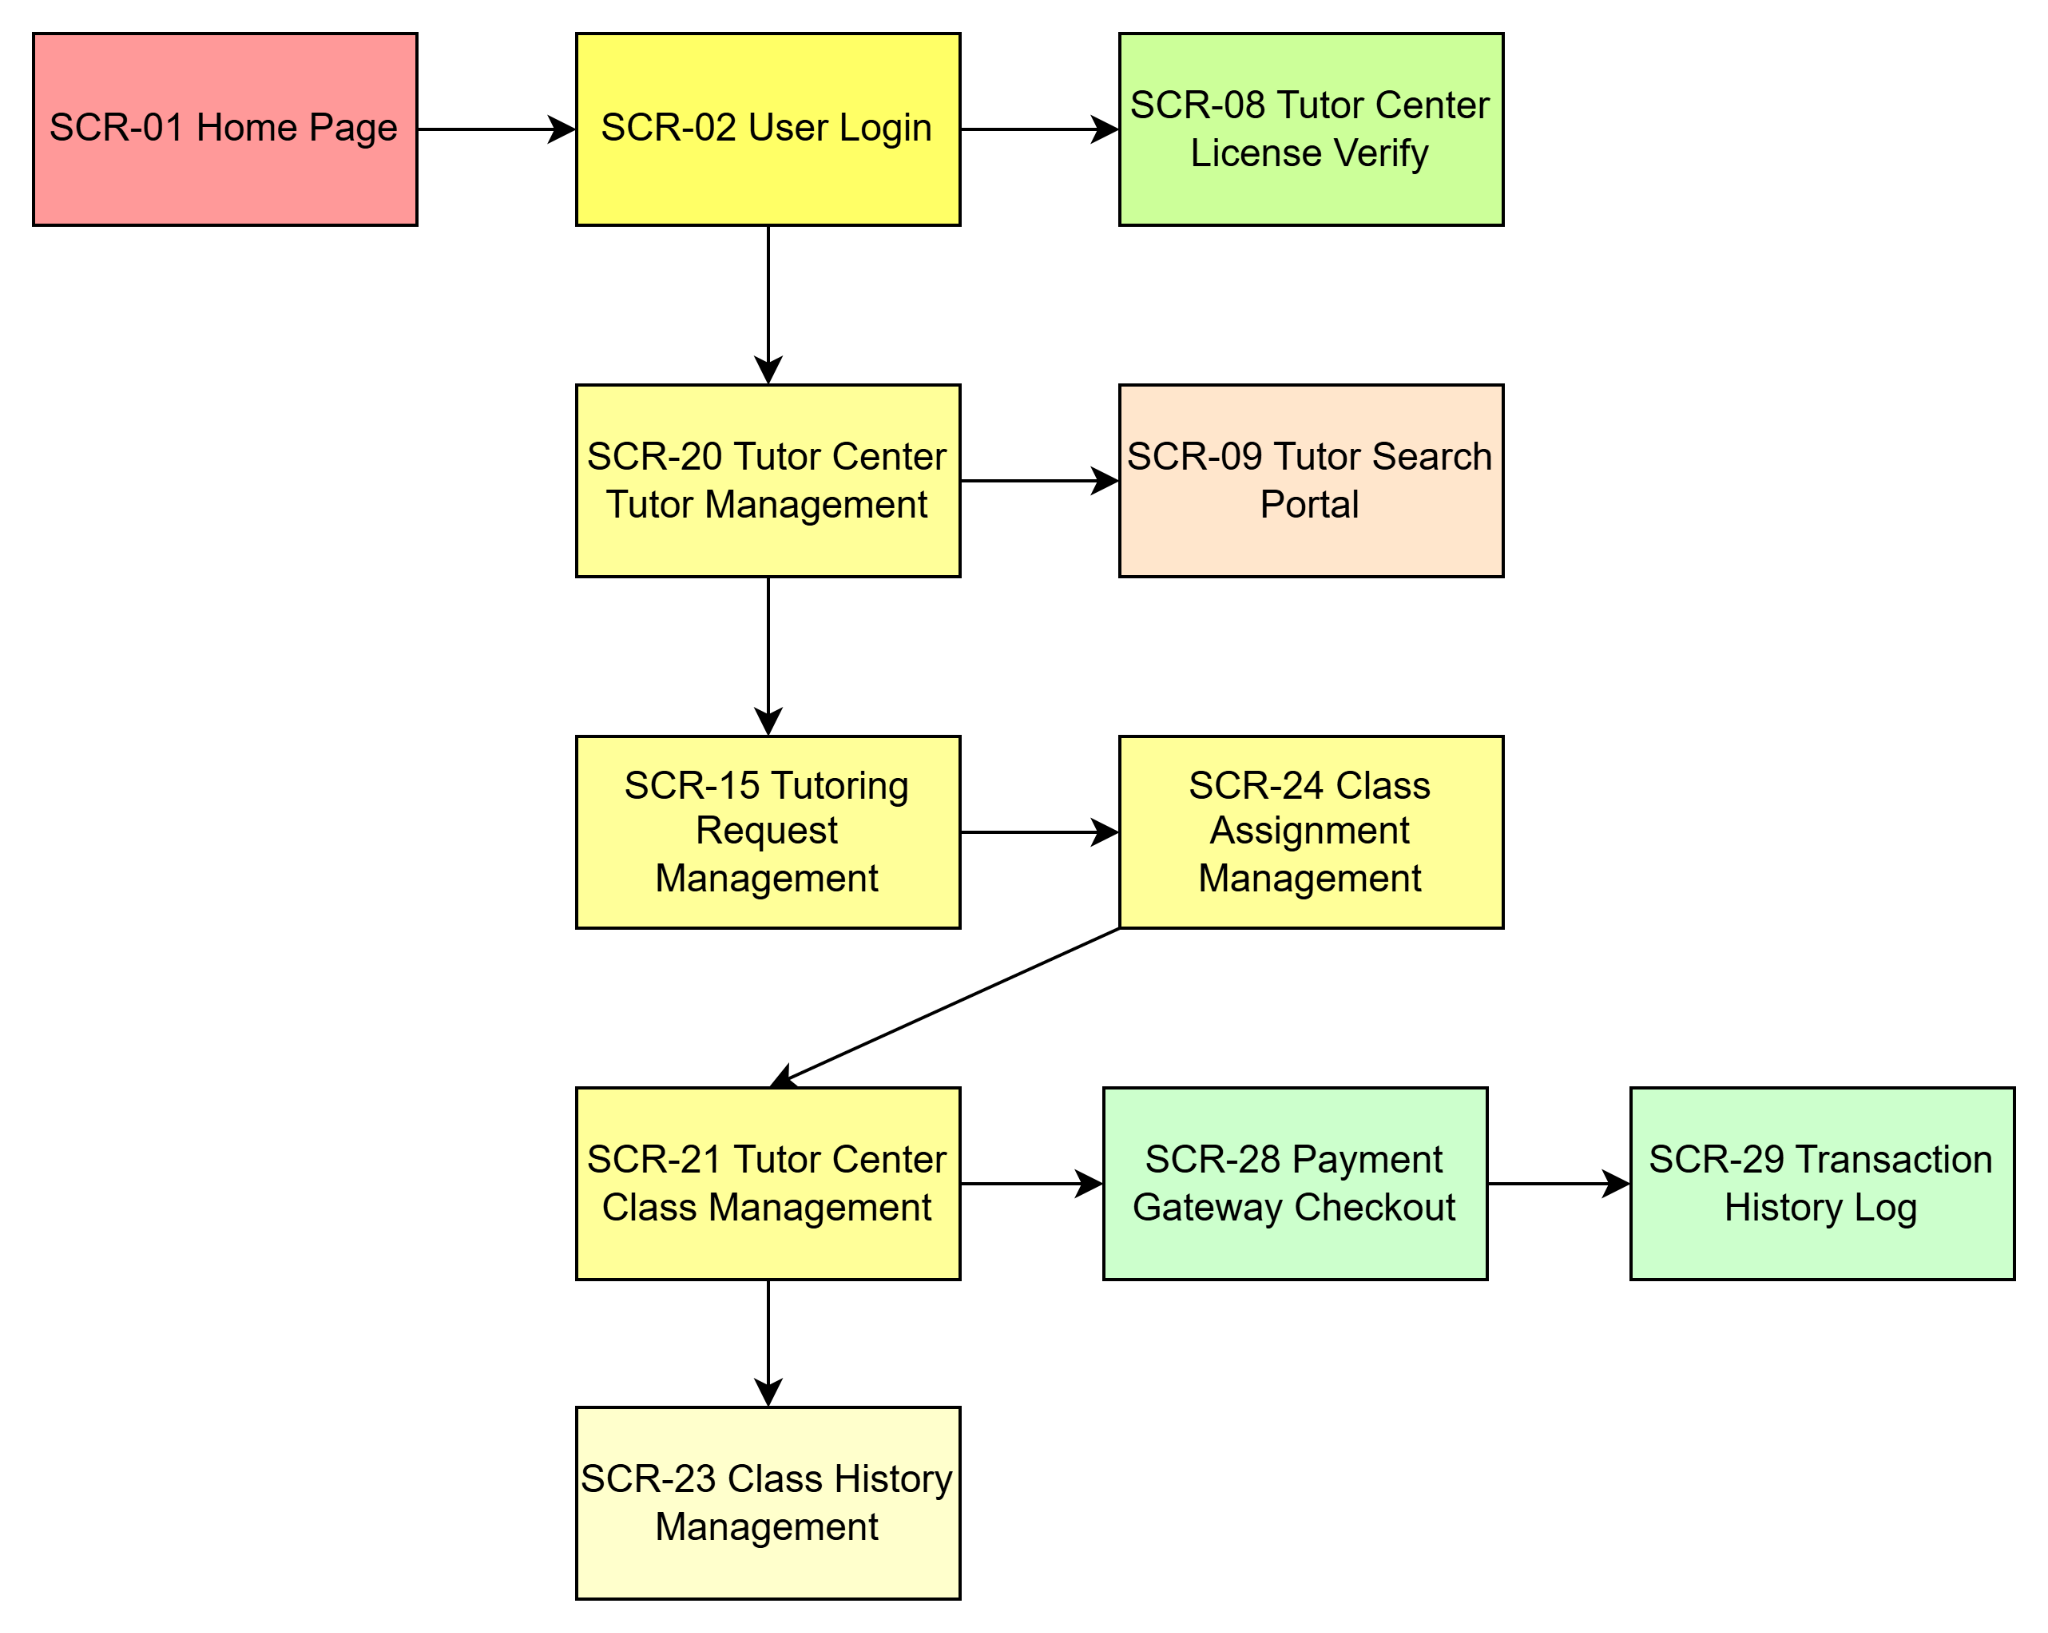 SCR-01 Home Page
SCR-02 User Login
SCR-08 Tutor Center
License Verify
SCR-20 Tutor Center
Tutor Management
SCR-09 Tutor Search
Portal
SCR-15 Tutoring
Request
Management
SCR-24 Class
Assignment
Management
SCR-21 Tutor Center
Class Management
SCR-28 Payment
Gateway Checkout
SCR-29 Transaction
History Log
SCR-23 Class History
Management